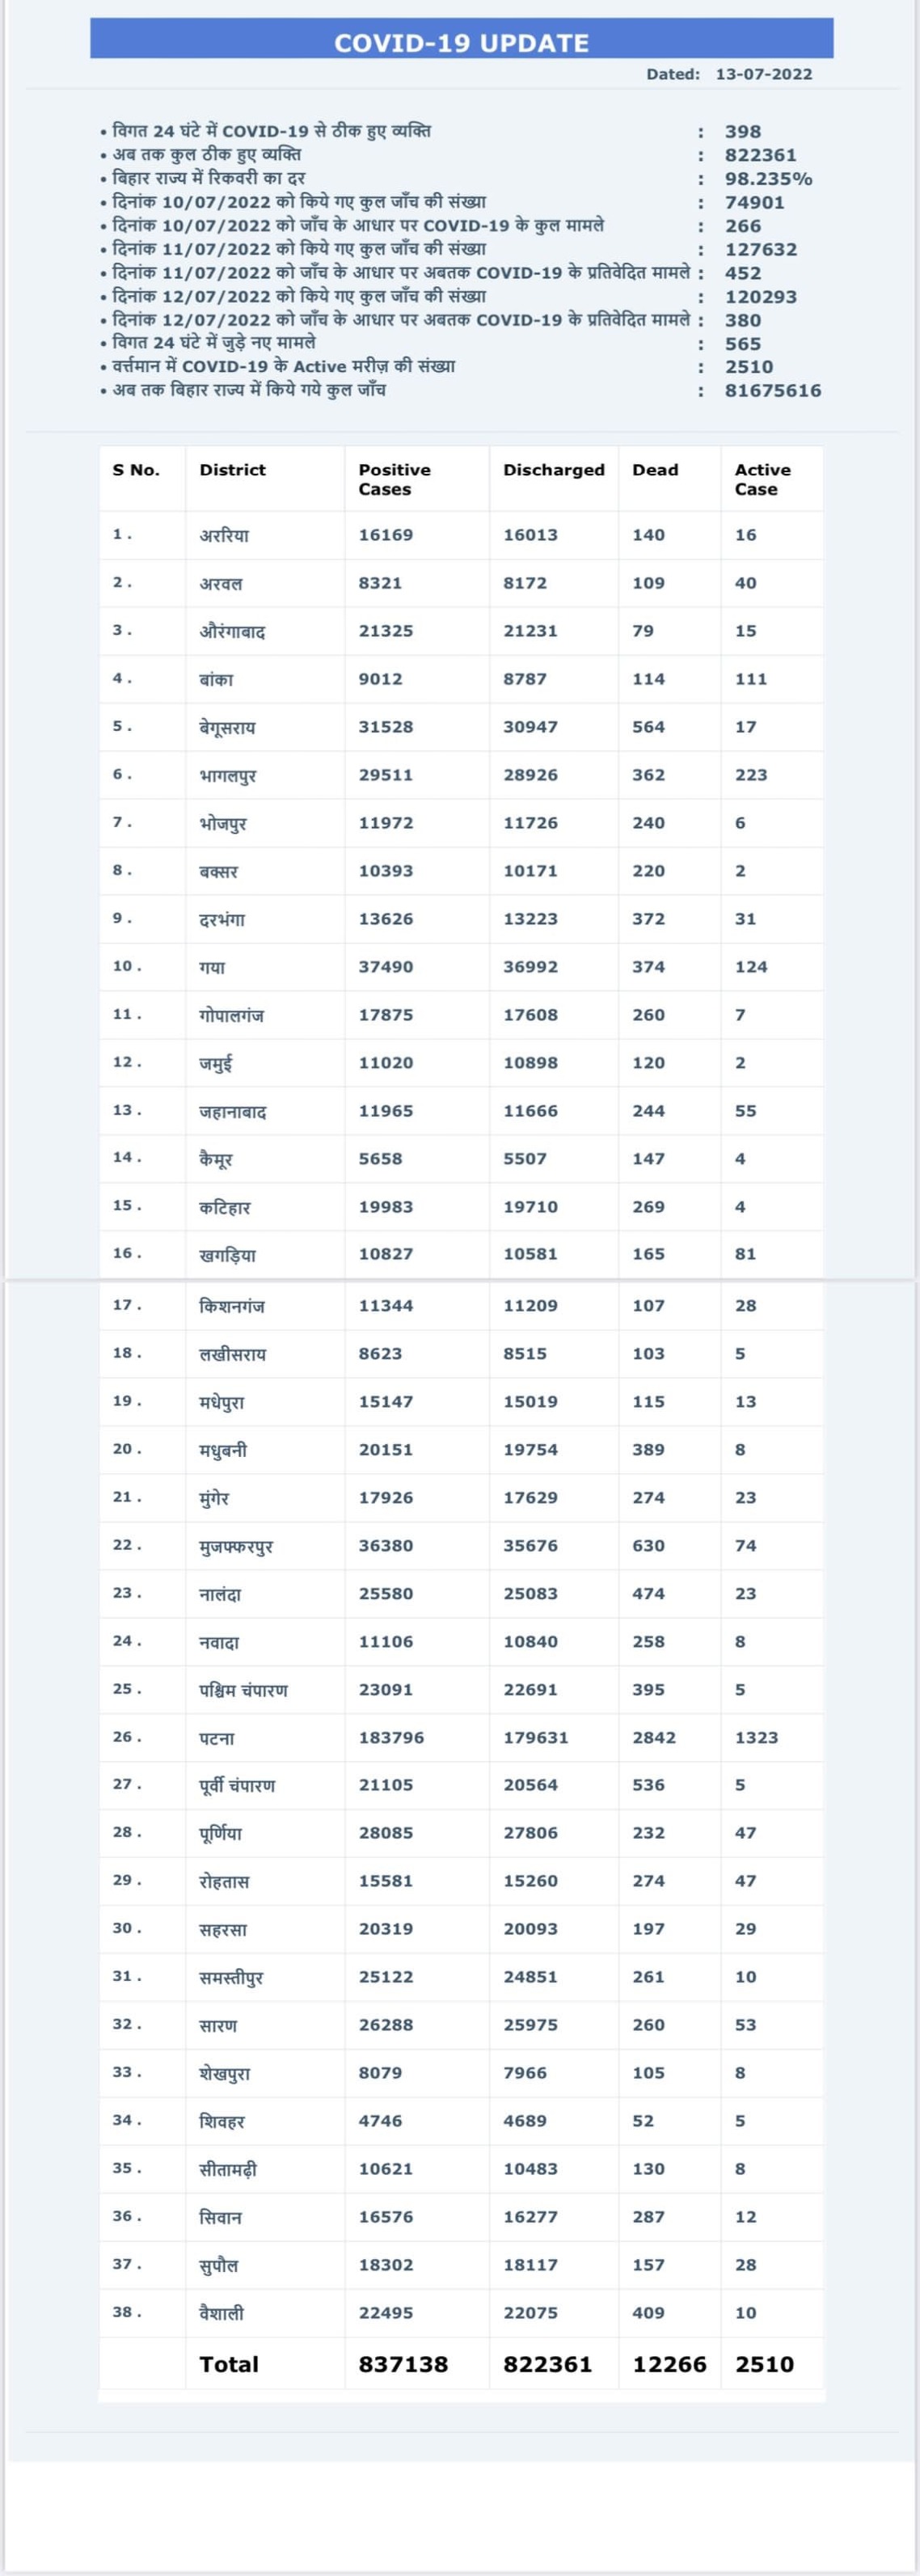 COVID-19 UPDATE
Dated: 13-07-2022
• विगत 24 घंटे में COVID-19 से ठीक हुए व्यक्ति : 398
• अब तक कुल ठीक हुए व्यक्ति : 822361
• बिहार राज्य में रिकवरी का दर : 98.235%
• दिनांक 10/07/2022 को किये गए कुल जाँच की संख्या : 74901
• दिनांक 10/07/2022 को जाँच के आधार पर COVID-19 के कुल मामले : 266
• दिनांक 11/07/2022 को किये गए कुल जाँच की संख्या : 127632
• दिनांक 11/07/2022 को जाँच के आधार पर अबतक COVID-19 के प्रतिवेदित मामले : 452
• दिनांक 12/07/2022 को किये गए कुल जाँच की संख्या : 120293
• दिनांक 12/07/2022 को जाँच के आधार पर अबतक COVID-19 के प्रतिवेदित मामले : 380
• विगत 24 घंटे में जुड़े नए मामले : 565
• वर्त्तमान में COVID-19 के Active मरीज़ की संख्या : 2510
• अब तक बिहार राज्य में किये गये कुल जाँच : 81675616
S No. District Positive Cases Discharged Dead Active Case
1 . अररिया 16169 16013 140 16
2 . अरवल 8321 8172 109 40
3 . औरंगाबाद 21325 21231 79 15
4 . बांका 9012 8787 114 111
5 . बेगूसराय 31528 30947 564 17
6 . भागलपुर 29511 28926 362 223
7 . भोजपुर 11972 11726 240 6
8 . बक्सर 10393 10171 220 2
9 . दरभंगा 13626 13223 372 31
10 . गया 37490 36992 374 124
11 . गोपालगंज 17875 17608 260 7
12 . जमुई 11020 10898 120 2
13 . जहानाबाद 11965 11666 244 55
14 . कैमूर 5658 5507 147 4
15 . कटिहार 19983 19710 269 4
16 . खगड़िया 10827 10581 165 81
17 . किशनगंज 11344 11209 107 28
18 . लखीसराय 8623 8515 103 5
19 . मधेपुरा 15147 15019 115 13
20 . मधुबनी 20151 19754 389 8
21 . मुंगेर 17926 17629 274 23
22 . मुजफ्फरपुर 36380 35676 630 74
23 . नालंदा 25580 25083 474 23
24 . नवादा 11106 10840 258 8
25 . पश्चिम चंपारण 23091 22691 395 5
26 . पटना 183796 179631 2842 1323
27 . पूर्वी चंपारण 21105 20564 536 5
28 . पूर्णिया 28085 27806 232 47
29 . रोहतास 15581 15260 274 47
30 . सहरसा 20319 20093 197 29
31 . समस्तीपुर 25122 24851 261 10
32 . सारण 26288 25975 260 53
33 . शेखपुरा 8079 7966 105 8
34 . शिवहर 4746 4689 52 5
35 . सीतामढ़ी 10621 10483 130 8
36 . सिवान 16576 16277 287 12
37 . सुपौल 18302 18117 157 28
38 . वैशाली 22495 22075 409 10
Total 837138 822361 12266 2510